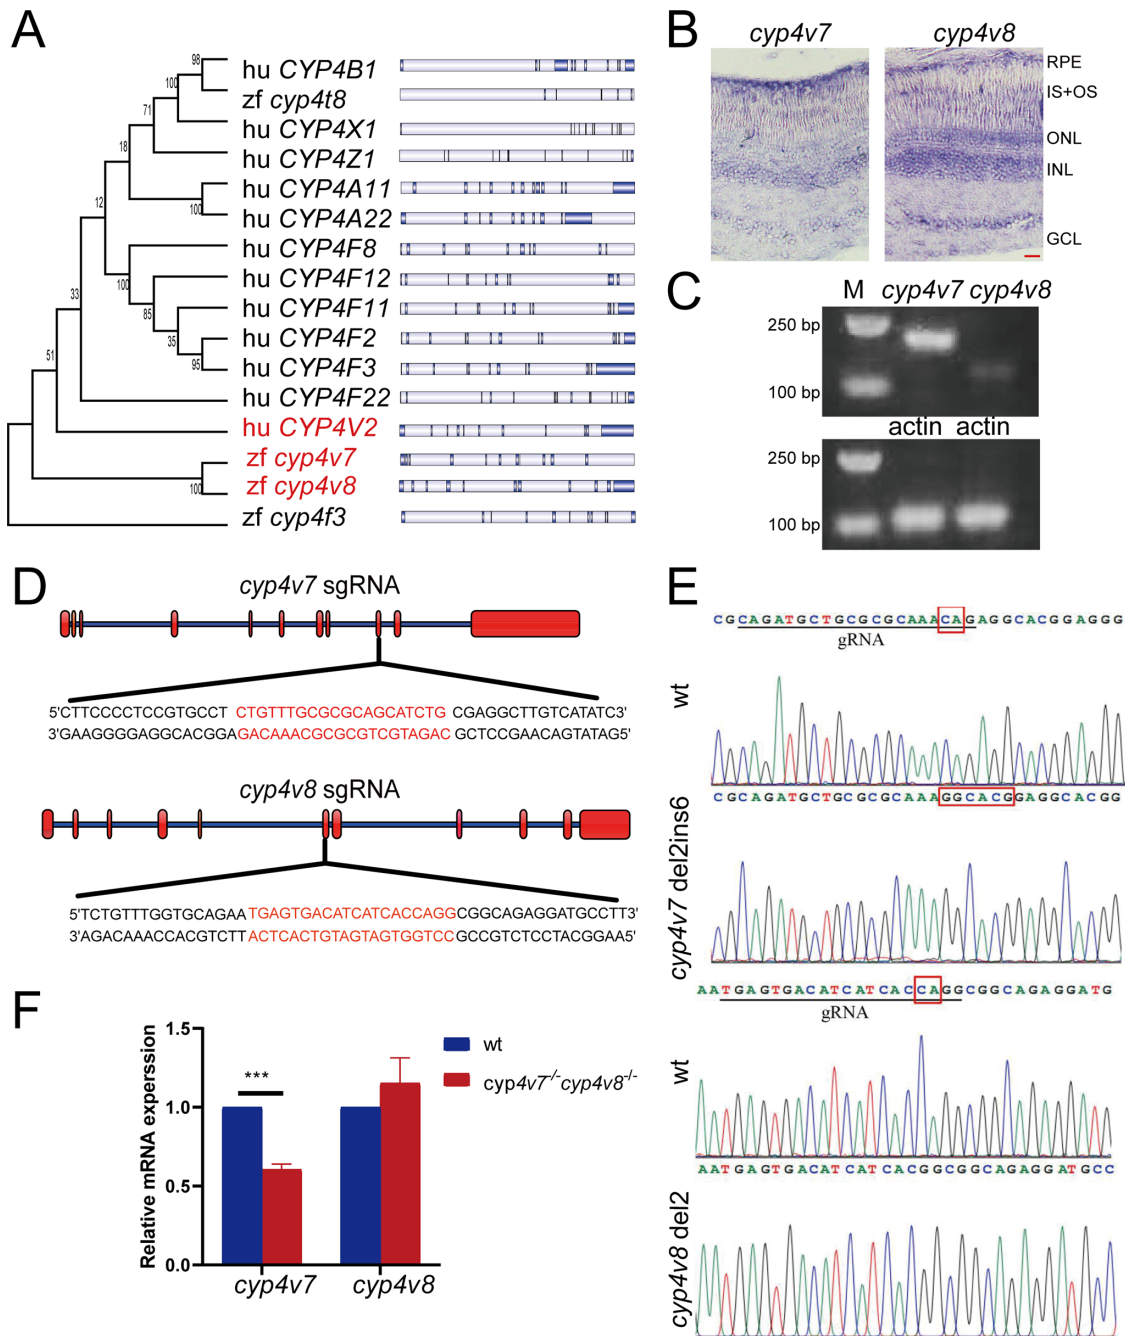 A
98
hu CYP4B1
100
zf cyp4t8
71
hu CYP4X1
18
hu CYP4Z1
12
hu CYP4A11
100
hu CYP4A22
33
hu CYP4F8
100
hu CYP4F12
85
hu CYP4F11
35
hu CYP4F2
95
hu CYP4F3
51
hu CYP4F22
hu CYP4V2
zf cyp4v7
100
zf cyp4v8
zf cyp4f3
B
cyp4v7 cyp4v8
RPE
IS+OS
ONL
INL
GCL
C
M cyp4v7 cyp4v8
250 bp
100 bp
actin actin
250 bp
100 bp
D
cyp4v7 sgRNA
5'CTTCCCCTCCGTGCCT CTGTTTGCGCGCAGCATCTG CGAGGCTTGTCATATC3'
3'GAAGGGGAGGCACGGAGACAAACGCGCGTCGTAGAC GCTCCGAACAGTATAG5'
cyp4v8 sgRNA
5'TCTGTTTGGTGCAGAATGAGTGACATCATCACCAGGCGGCAGAGGATGCCTT3'
3'AGACAAACCACGTCTTACTCACTGTAGTAGTGGTCCGCCGTCTCCTACGGAA5'
E
CGCAGATGCTGCGCGCAAACAGAGGCACGGAGGG
gRNA
wt
CGCAGATGCTGCGCGCAAAGGCACGGAGGCACGG
cyp4v7 del2ins6
AATGAGTGACATCATCACCAGGCGGCAGAGGATG
gRNA
wt
AATGAGTGACATCATCACGGCGGCAGAGGATGCC
cyp4v8 del2
F
Relative mRNA experssion
1.5
1.0
0.5
0.0
***
cyp4v7 cyp4v8
wt
cyp4v7-/-cyp4v8-/-